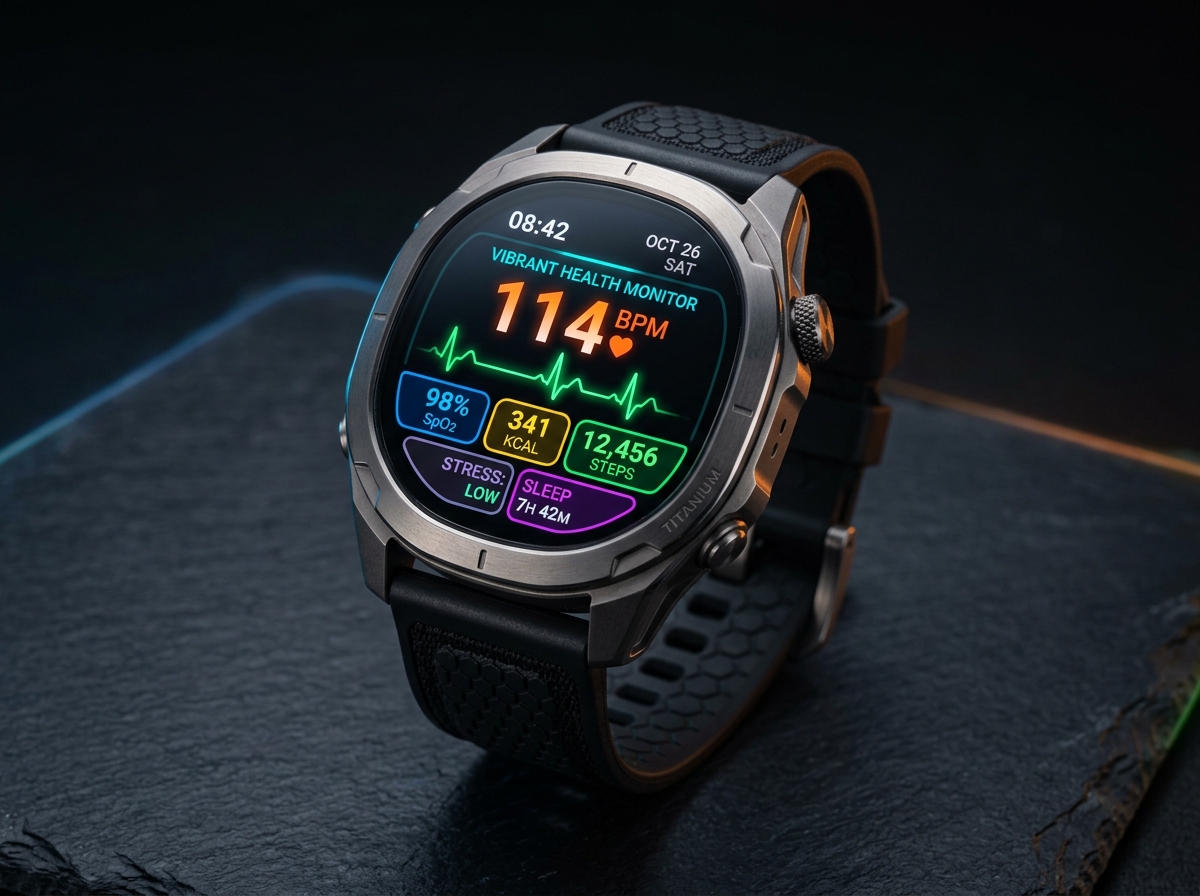 08:42
OCT 26
SAT
VIBRANT HEALTH MONITOR
114 BPM
98%
SpO₂
341
KCAL
12,456
STEPS
STRESS:
LOW
SLEEP
7H 42M
TITANIUM